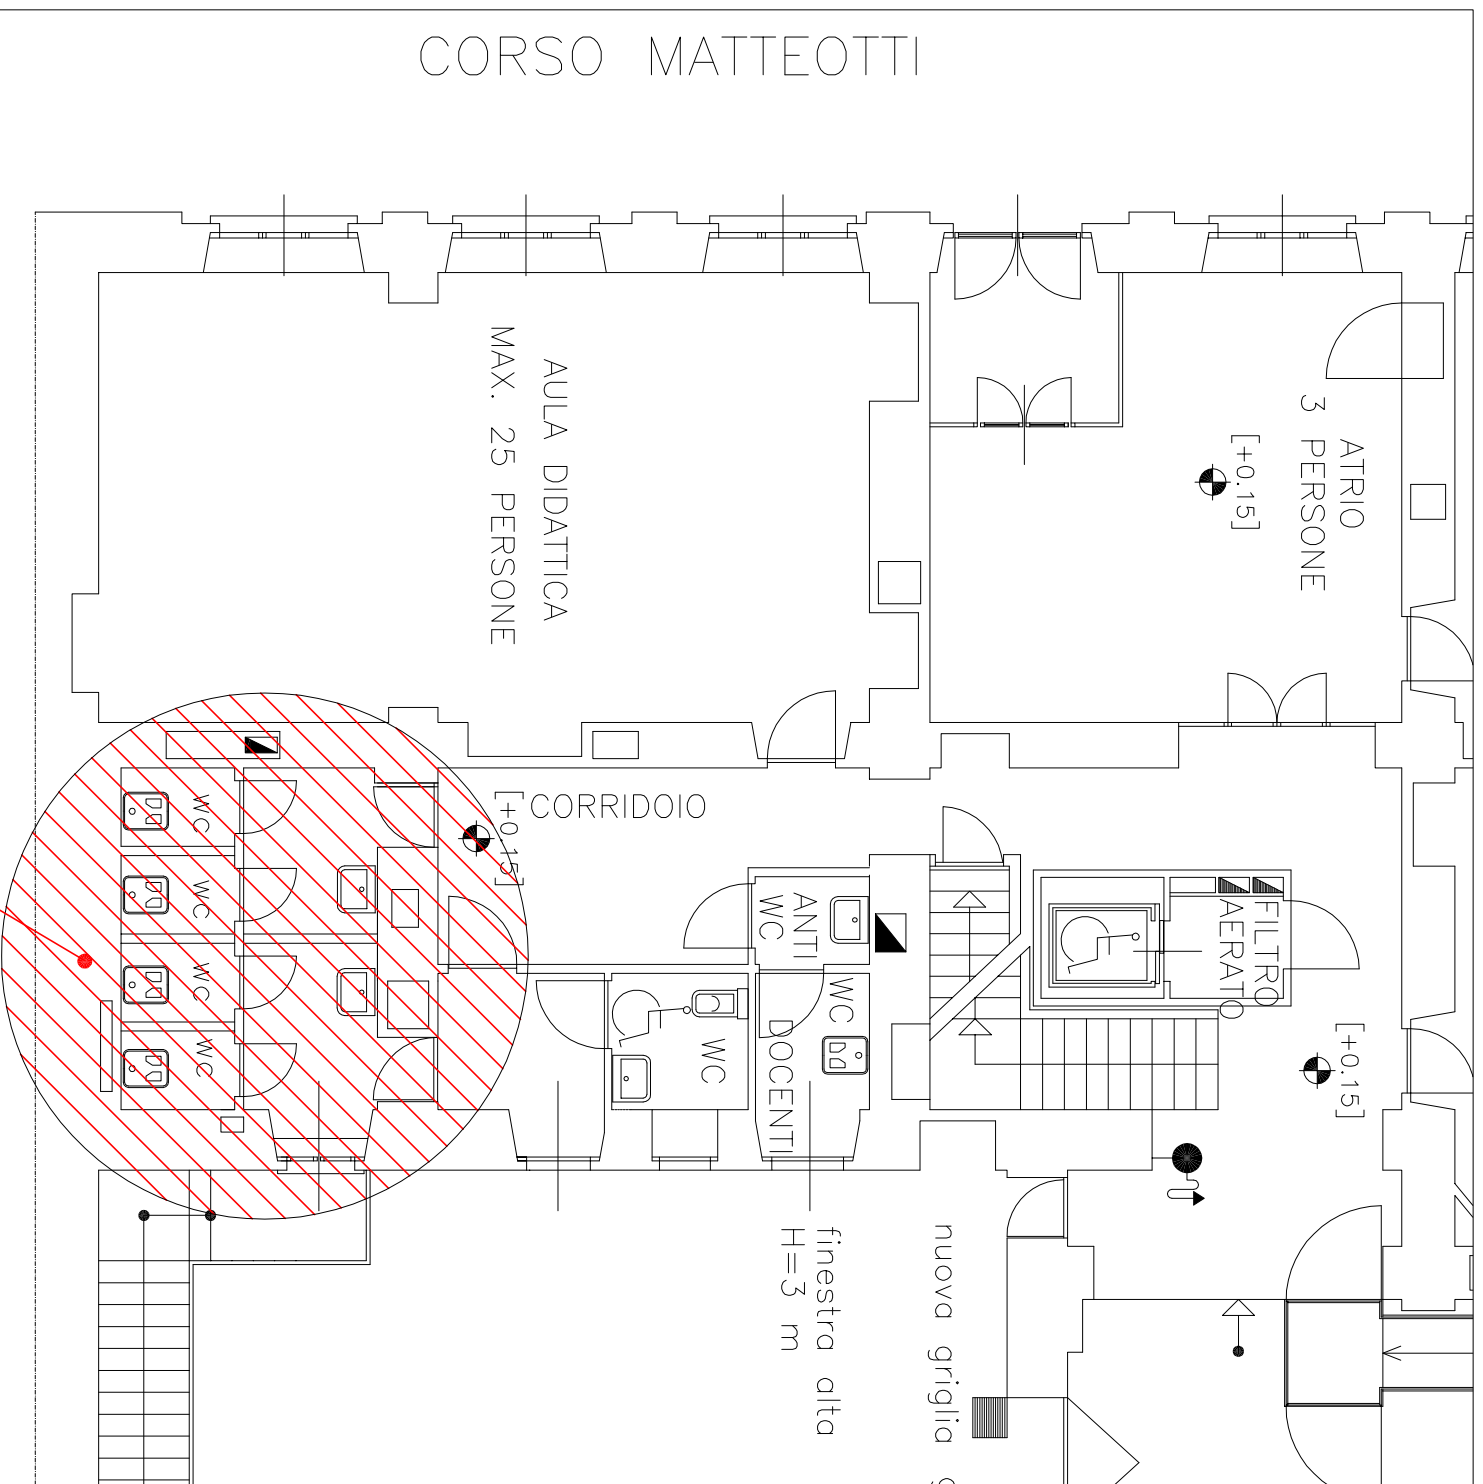 CORSO MATTEOTTI
AULA DIDATTICA
MAX. 25 PERSONE
ATRIO
3 PERSONE
[+0.15]
CORRIDOIO
[+0.15]
WC
WC
WC
WC
ANTI
WC
WC
DOCENTI
WC
FILTRO
AERATO
[+0.15]
finestra alta
H=3 m
nuova griglia